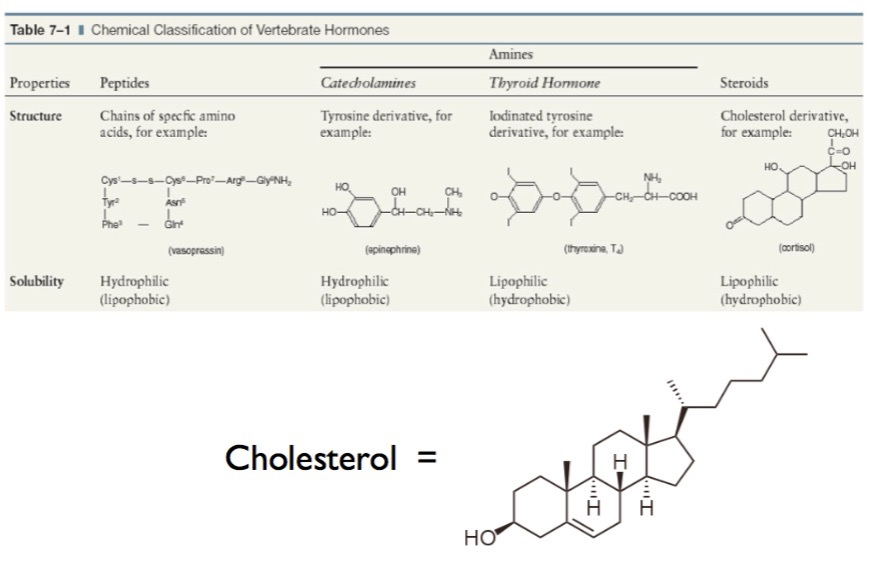 Table 7–1 Chemical Classification of Vertebrate Hormones
Amines
Properties Peptides Catecholamines Thyroid Hormone Steroids
Structure Chains of specfic amino acids, for example: Tyrosine derivative, for example: Iodinated tyrosine derivative, for example: Cholesterol derivative, for example:
CH₂OH
C=O
HO OH
Cys¹—s—s—Cys⁶—Pro⁷—Arg⁸—Gly⁹NH₂
Tyr² Asn⁵
Phe³ — Gln⁴
HO OH CH₃
HO CH—CH₂—NH₂
I I NH₂
O O CH₂—CH—COOH
I I
O
(vasopressin) (epinephrine) (thyroxine, T₄) (cortisol)
Solubility Hydrophilic (lipophobic) Hydrophilic (lipophobic) Lipophilic (hydrophobic) Lipophilic (hydrophobic)
Cholesterol =
H
H H
HO